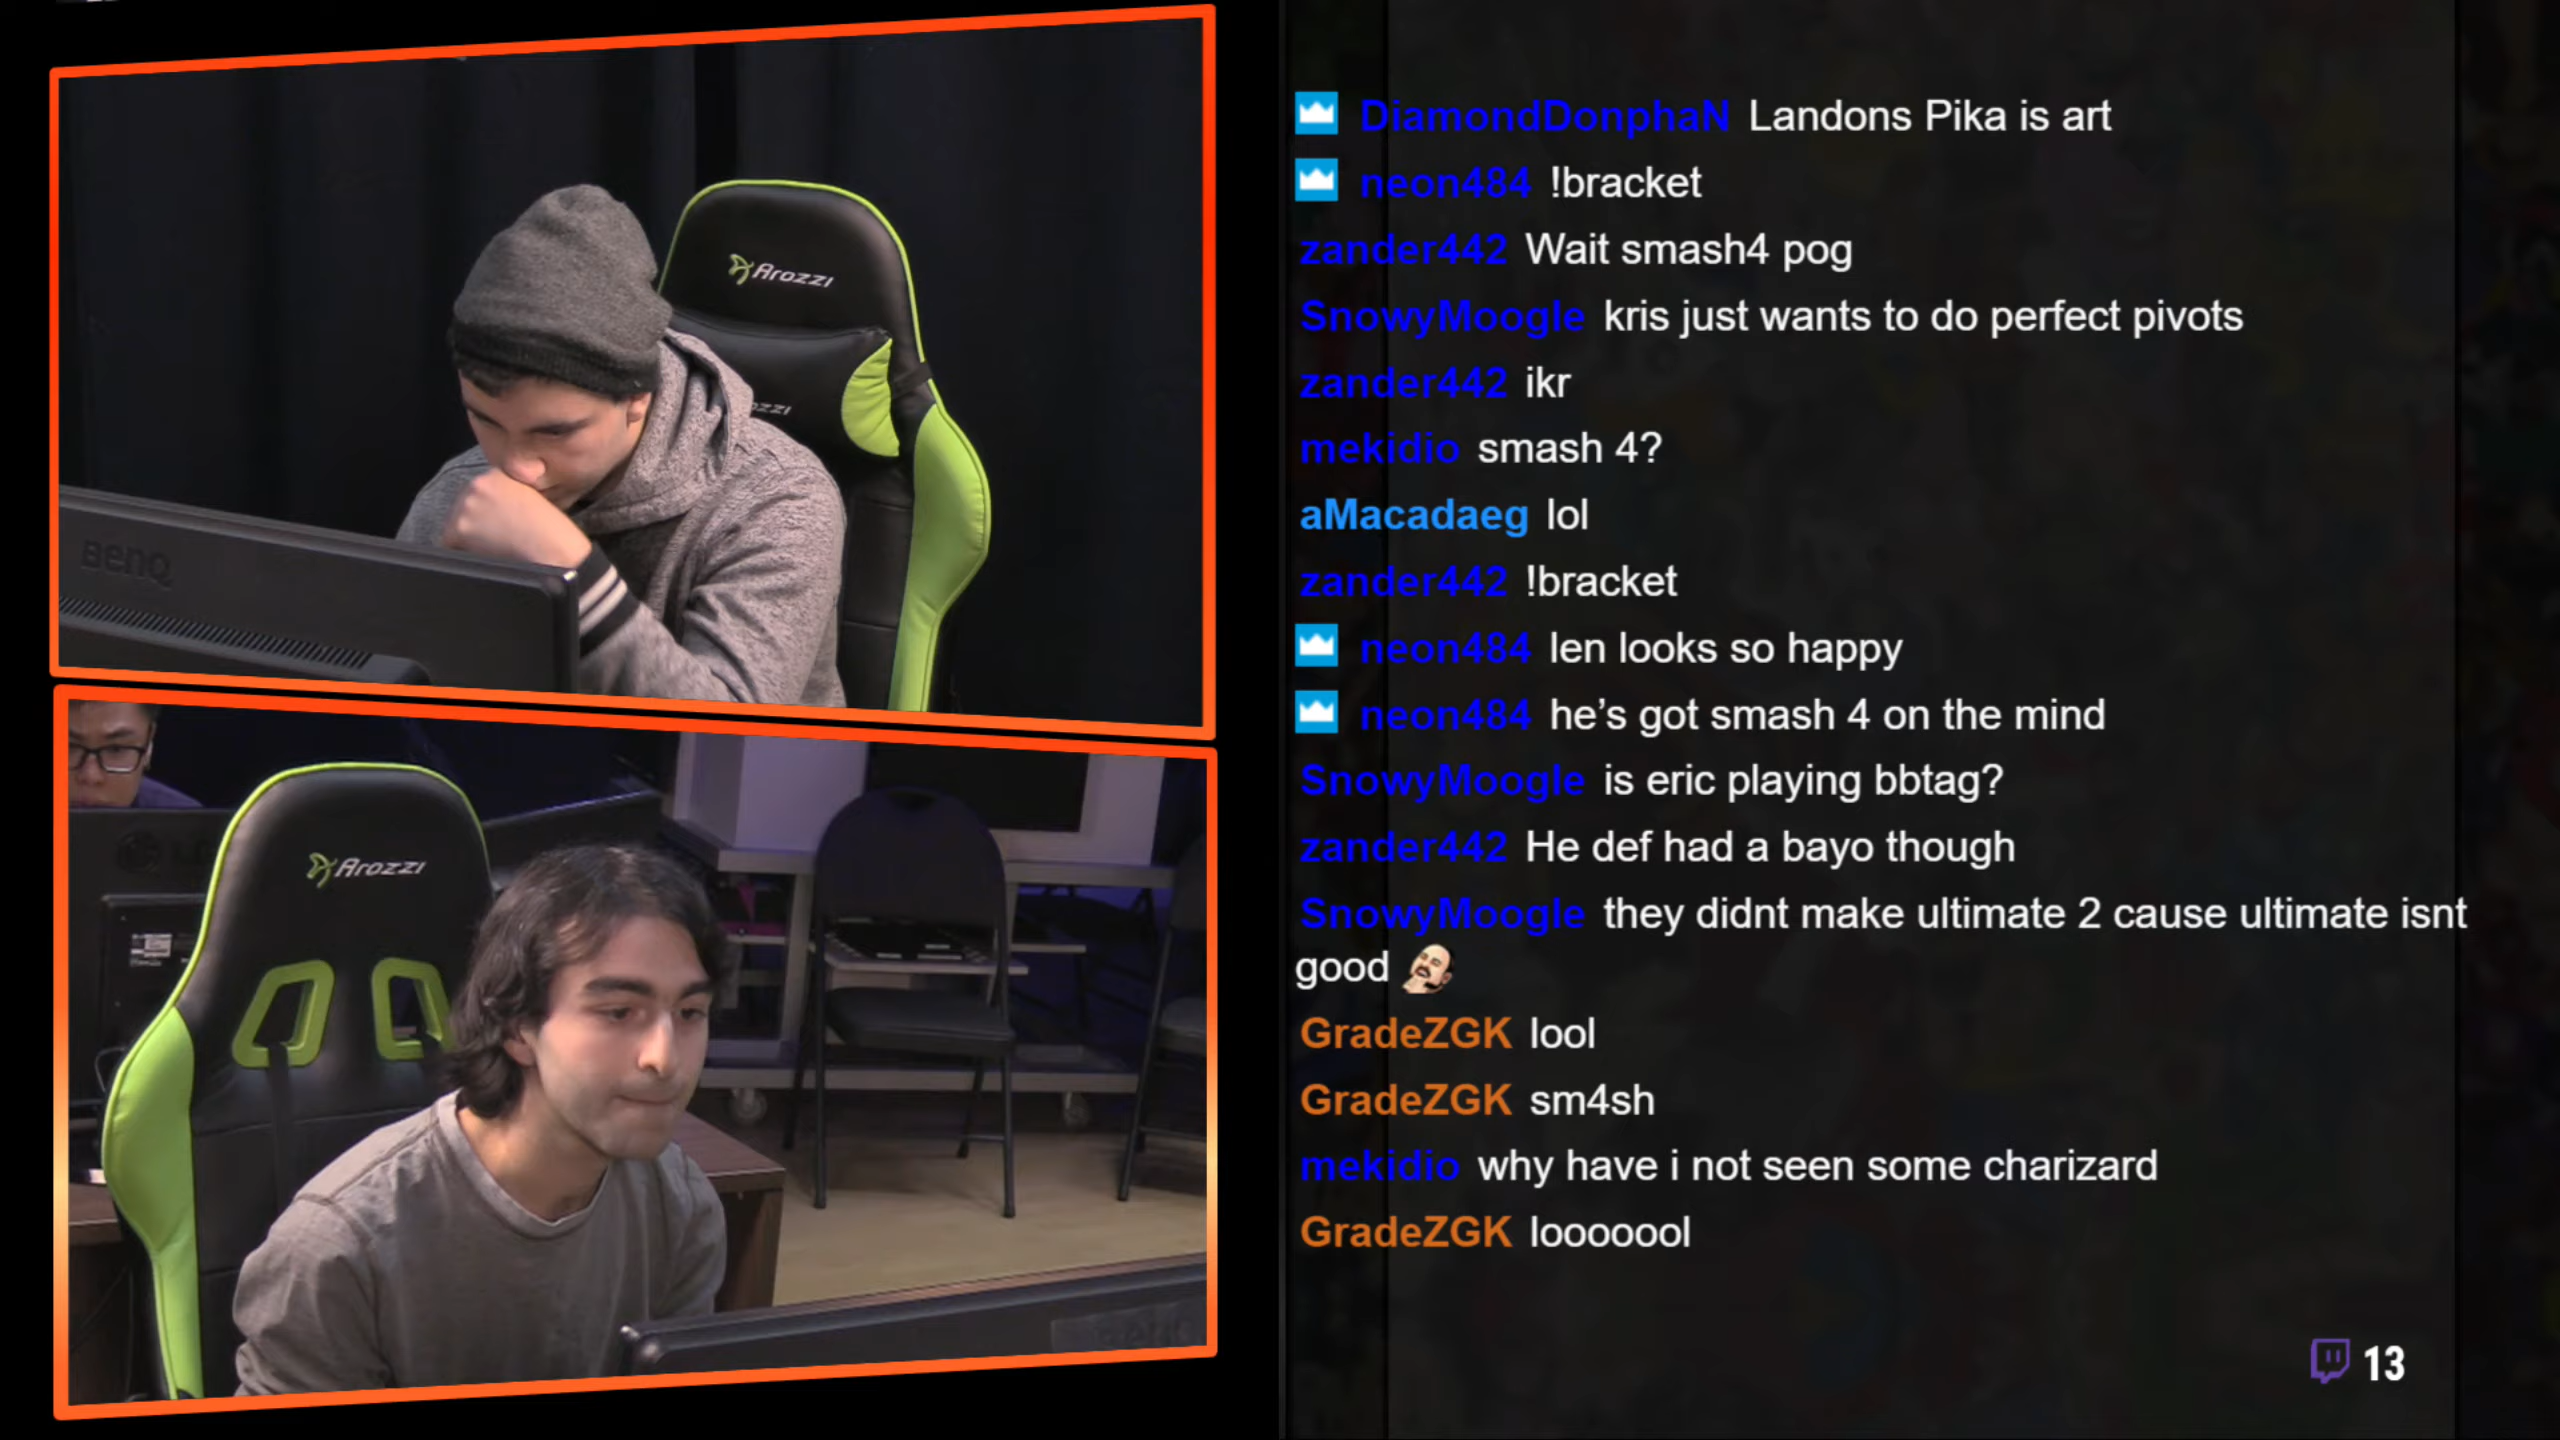 DiamondDonphaN Landons Pika is art
neon484 !bracket
zander442 Wait smash4 pog
SnowyMoogle kris just wants to do perfect pivots
zander442 ikr
mekidio smash 4?
aMacadaeg lol
zander442 !bracket
neon484 len looks so happy
neon484 he's got smash 4 on the mind
SnowyMoogle is eric playing bbtag?
zander442 He def had a bayo though
SnowyMoogle they didnt make ultimate 2 cause ultimate isnt
good
GradeZGK lool
GradeZGK sm4sh
mekidio why have i not seen some charizard
GradeZGK looooool
13
Arozzi
BenQ
Arozzi